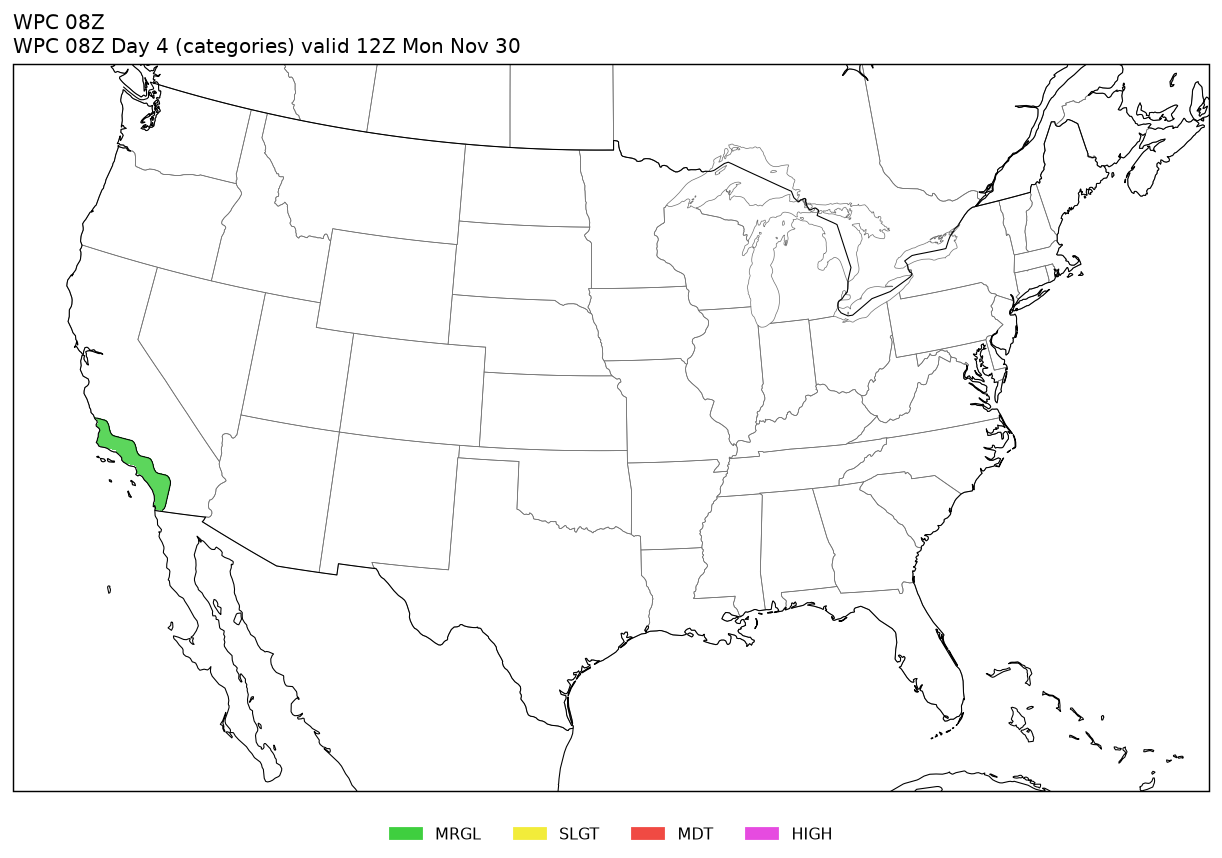 WPC 08Z
WPC 08Z Day 4 (categories) valid 12Z Mon Nov 30
MRGL SLGT MDT HIGH